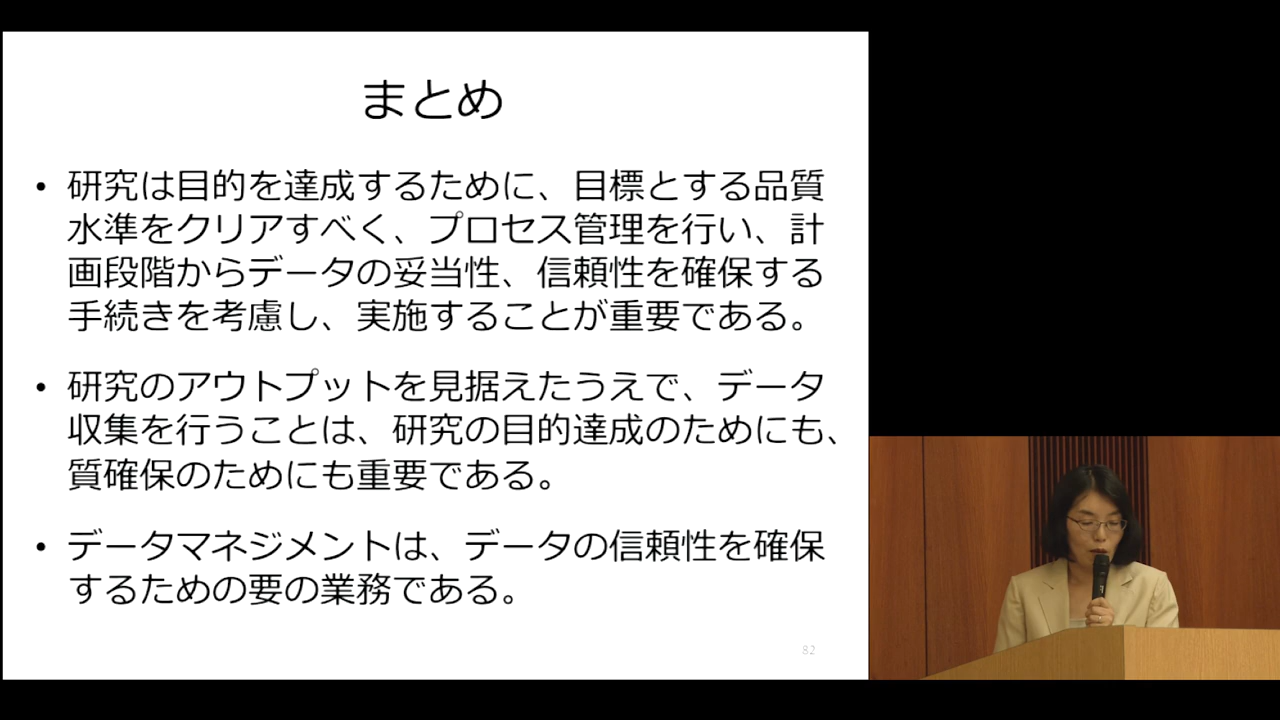 まとめ
• 研究は目的を達成するために、目標とする品質
水準をクリアすべく、プロセス管理を行い、計
画段階からデータの妥当性、信頼性を確保する
手続きを考慮し、実施することが重要である。
• 研究のアウトプットを見据えたうえで、データ
収集を行うことは、研究の目的達成のためにも、
質確保のためにも重要である。
• データマネジメントは、データの信頼性を確保
するための要の業務である。
82